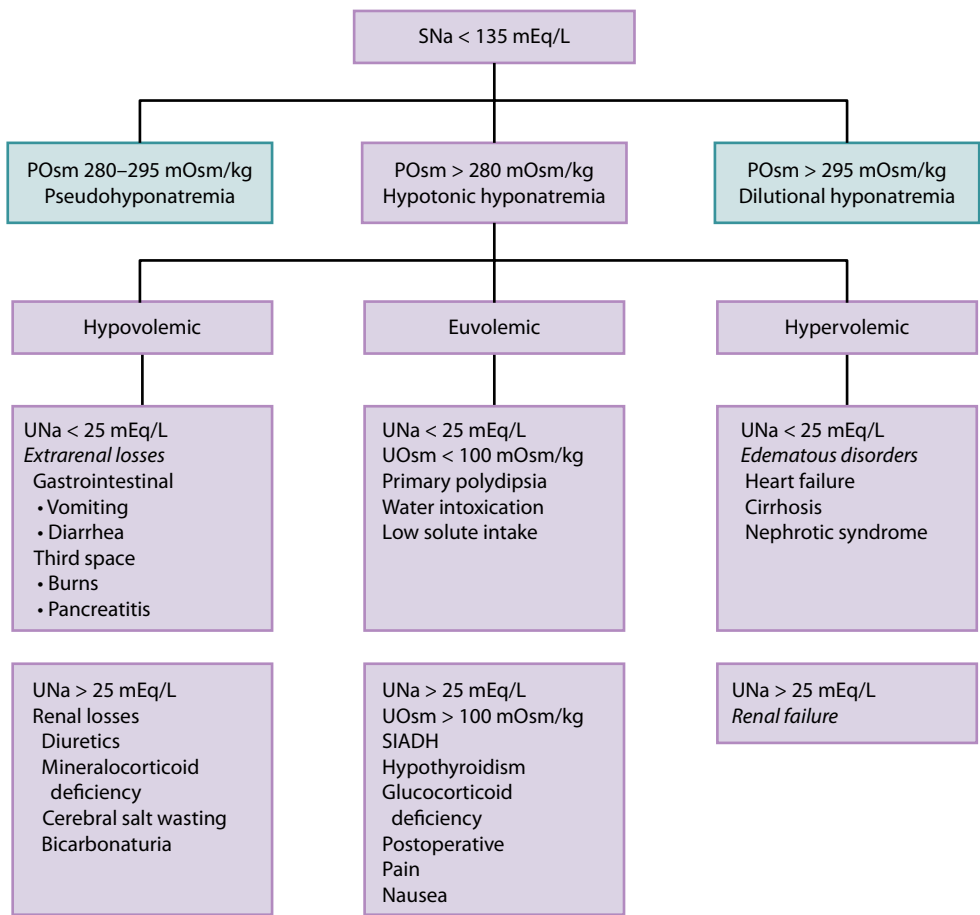 SNa < 135 mEq/L
POsm 280–295 mOsm/kg
Pseudohyponatremia
POsm > 280 mOsm/kg
Hypotonic hyponatremia
POsm > 295 mOsm/kg
Dilutional hyponatremia
Hypovolemic
Euvolemic
Hypervolemic
UNa < 25 mEq/L
Extrarenal losses
Gastrointestinal
• Vomiting
• Diarrhea
Third space
• Burns
• Pancreatitis
UNa < 25 mEq/L
UOsm < 100 mOsm/kg
Primary polydipsia
Water intoxication
Low solute intake
UNa < 25 mEq/L
Edematous disorders
Heart failure
Cirrhosis
Nephrotic syndrome
UNa > 25 mEq/L
Renal losses
Diuretics
Mineralocorticoid
deficiency
Cerebral salt wasting
Bicarbonaturia
UNa > 25 mEq/L
UOsm > 100 mOsm/kg
SIADH
Hypothyroidism
Glucocorticoid
deficiency
Postoperative
Pain
Nausea
UNa > 25 mEq/L
Renal failure